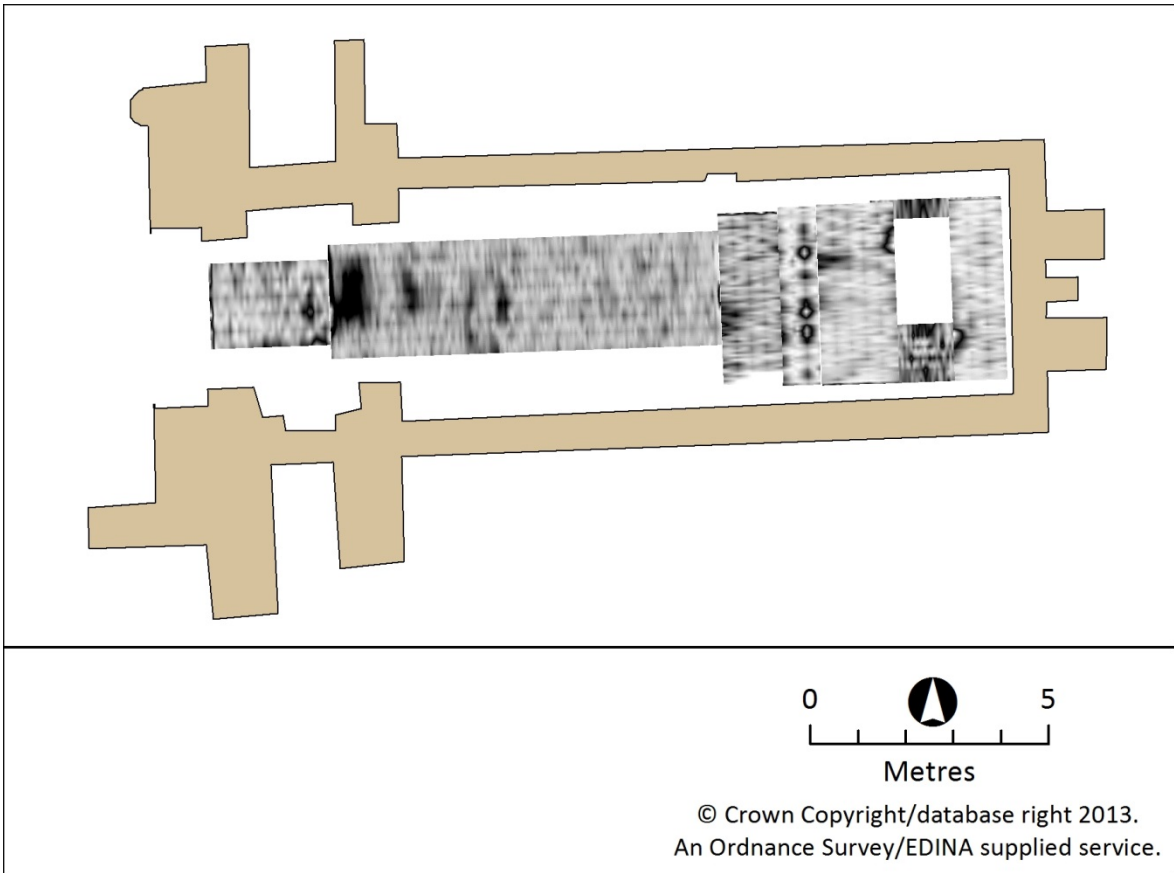 0 5
Metres
© Crown Copyright/database right 2013.
An Ordnance Survey/EDINA supplied service.